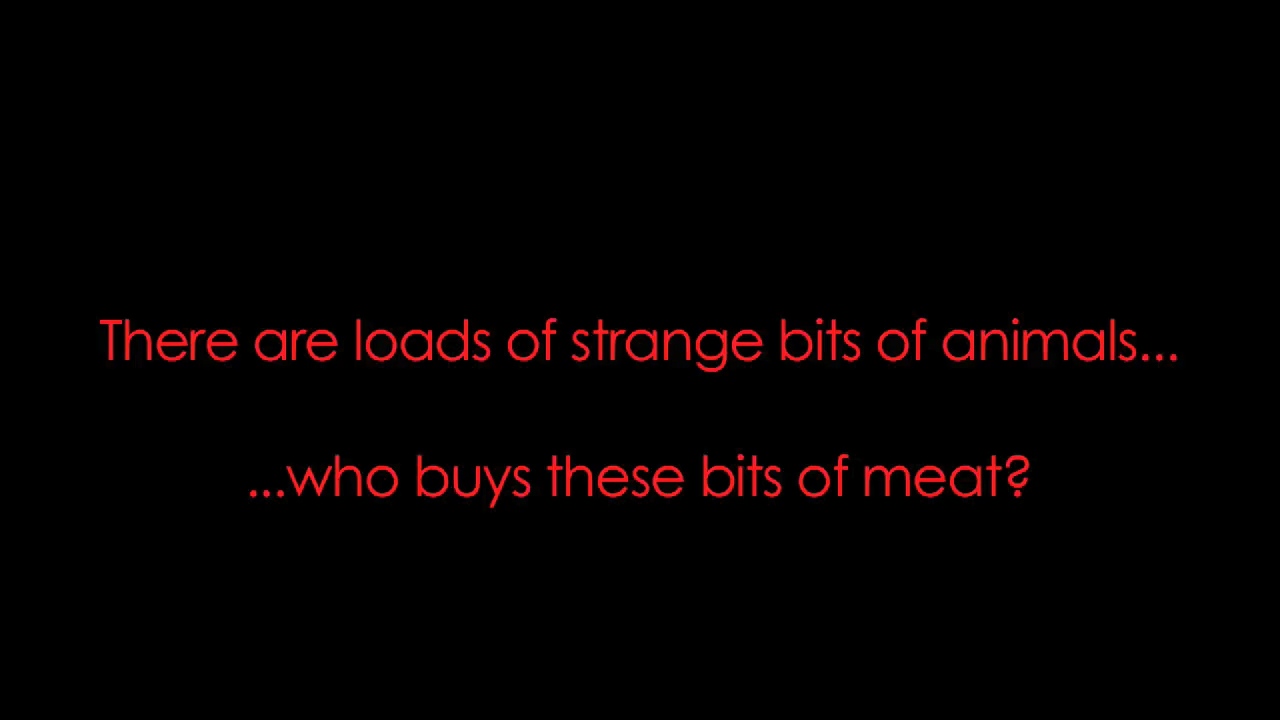 There are loads of strange bits of animals...
...who buys these bits of meat?